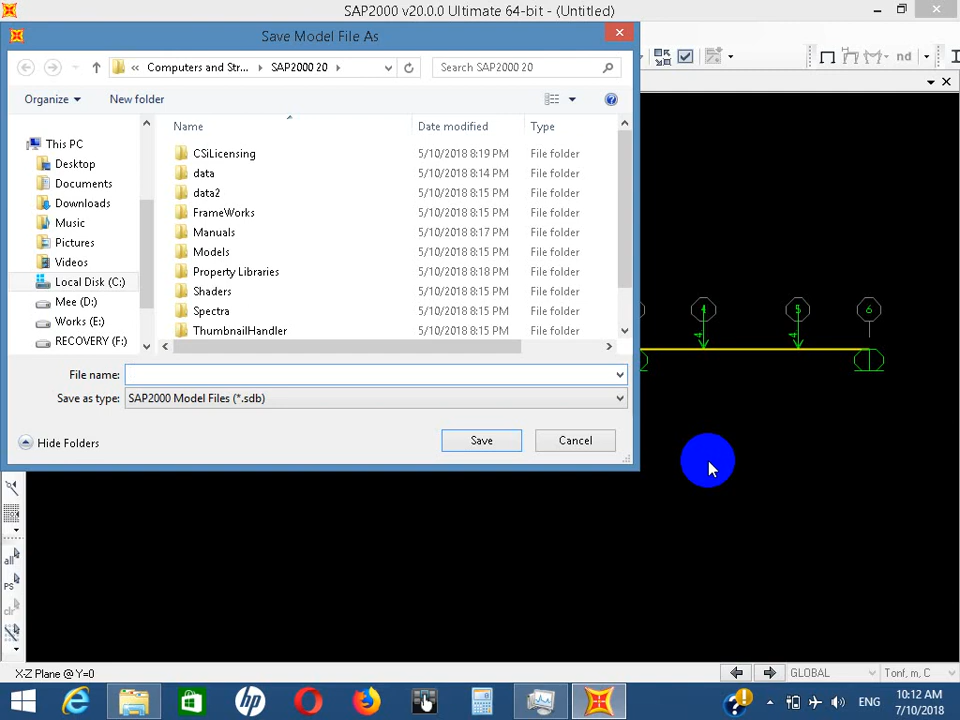 SAP2000 v20.0.0 Ultimate 64-bit - (Untitled)
Save Model File As
Computers and Str...
SAP2000 20
Search SAP2000 20
nd
Organize
New folder
Name
Date modified
Type
This PC
Desktop
Documents
Downloads
Music
Pictures
Videos
Local Disk (C:)
Mee (D:)
Works (E:)
RECOVERY (F:)
CSiLicensing 5/10/2018 8:19 PM File folder
data 5/10/2018 8:14 PM File folder
data2 5/10/2018 8:15 PM File folder
FrameWorks 5/10/2018 8:15 PM File folder
Manuals 5/10/2018 8:17 PM File folder
Models 5/10/2018 8:15 PM File folder
Property Libraries 5/10/2018 8:18 PM File folder
Shaders 5/10/2018 8:15 PM File folder
Spectra 5/10/2018 8:15 PM File folder
ThumbnailHandler 5/10/2018 8:15 PM File folder
File name:
Save as type: SAP2000 Model Files (*.sdb)
Hide Folders
Save
Cancel
4 5 6
4 4
all
PS
clr
X-Z Plane @ Y=0
GLOBAL
Tonf, m, C
ENG
10:12 AM
7/10/2018